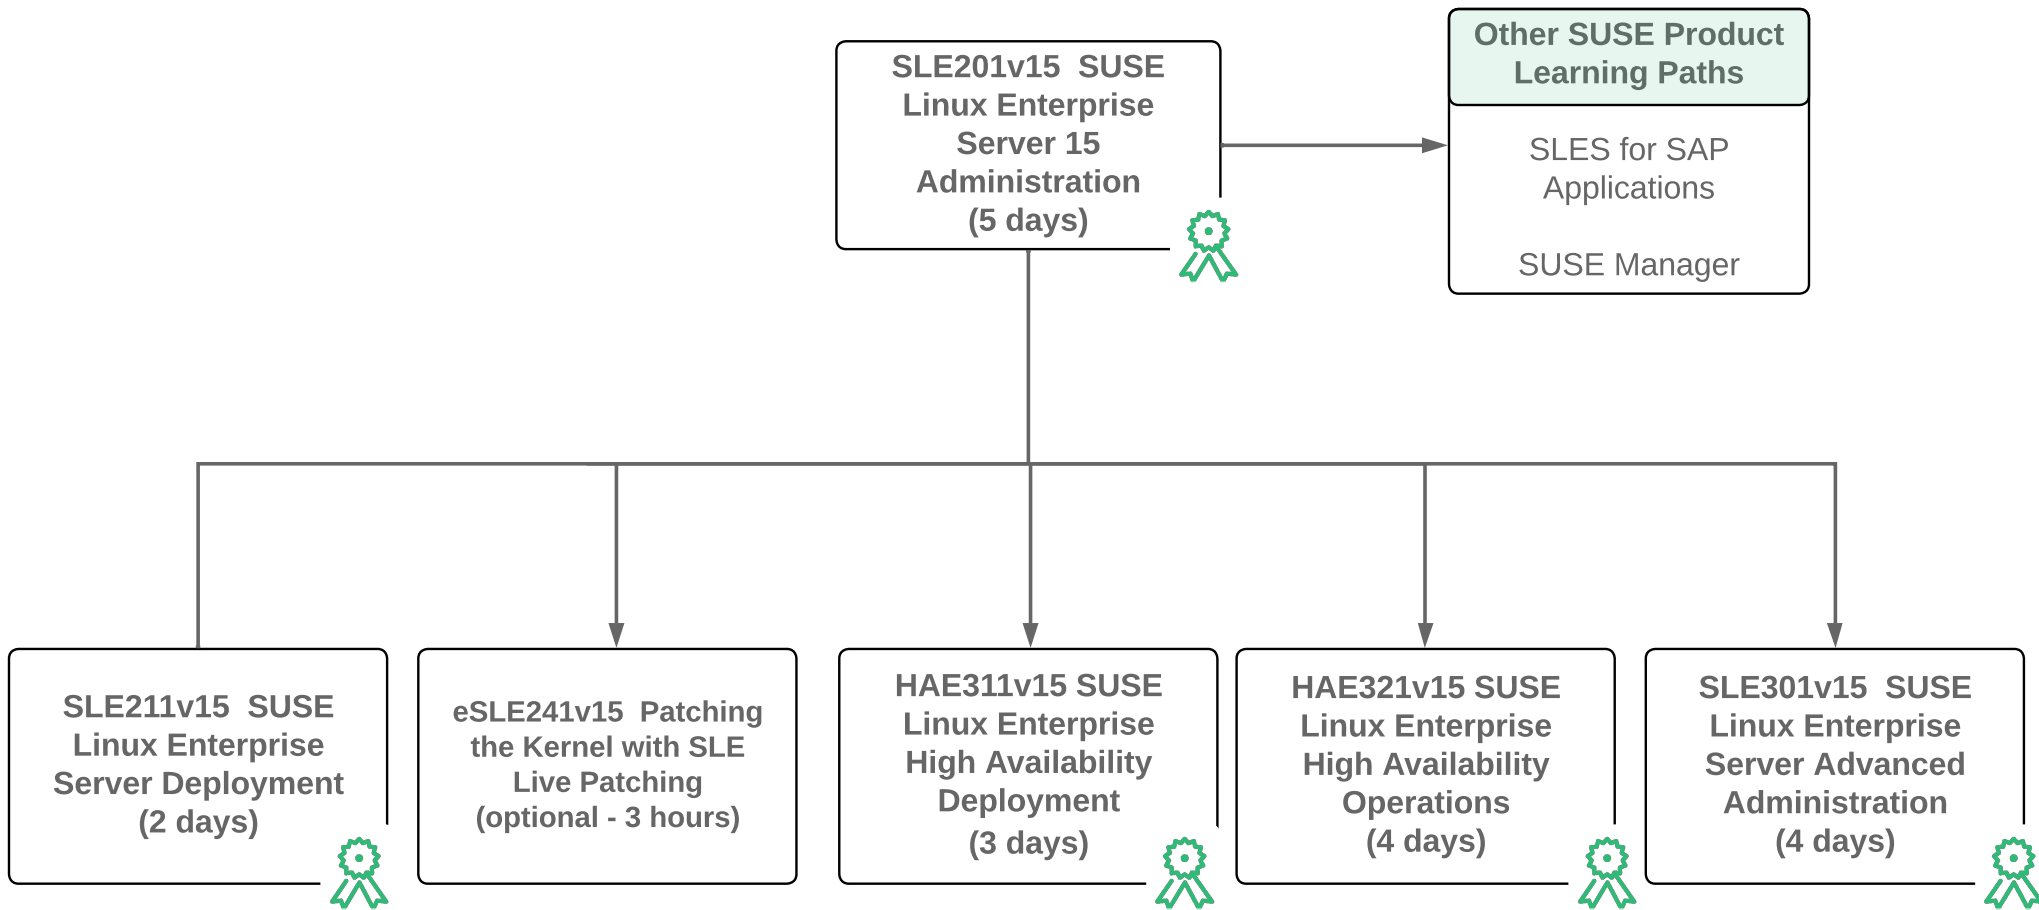 SLE201v15  SUSE
Linux Enterprise
Server 15
Administration
(5 days)
Other SUSE Product
Learning Paths
SLES for SAP
Applications
SUSE Manager
SLE211v15  SUSE
Linux Enterprise
Server Deployment
(2 days)
eSLE241v15  Patching
the Kernel with SLE
Live Patching
(optional - 3 hours)
HAE311v15 SUSE
Linux Enterprise
High Availability
Deployment
(3 days)
HAE321v15 SUSE
Linux Enterprise
High Availability
Operations
(4 days)
SLE301v15  SUSE
Linux Enterprise
Server Advanced
Administration
(4 days)